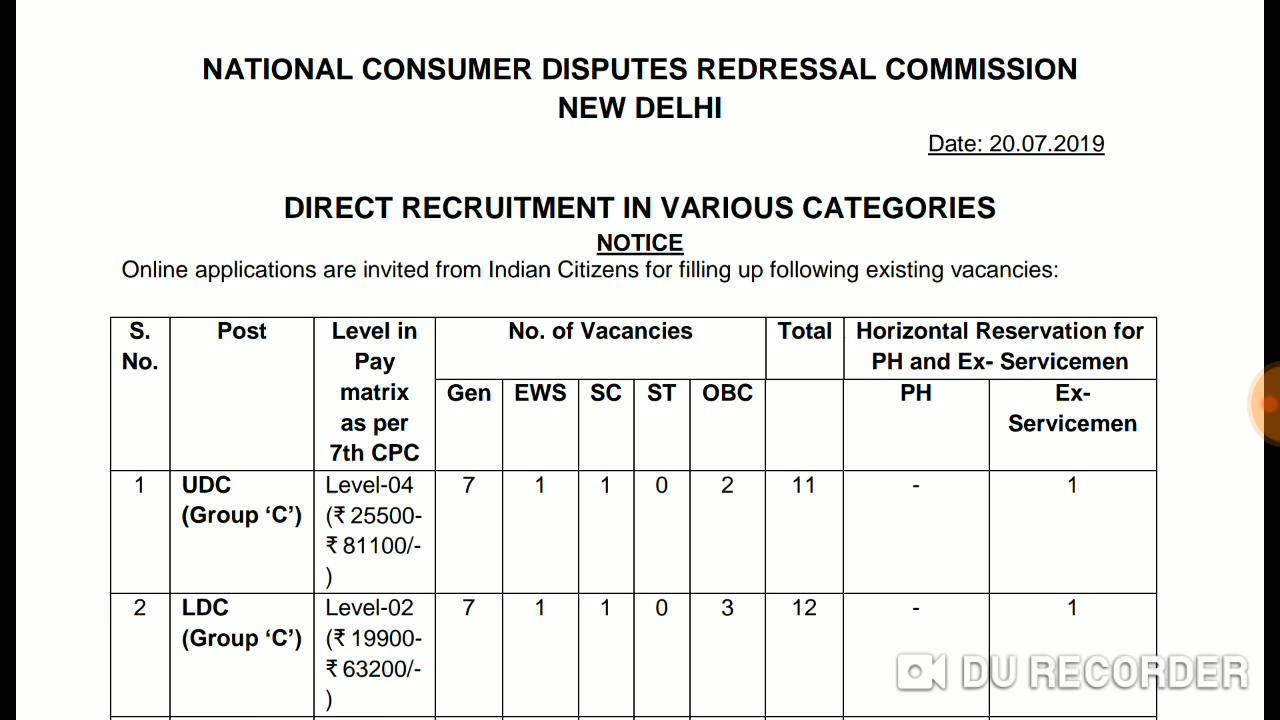 NATIONAL CONSUMER DISPUTES REDRESSAL COMMISSION
NEW DELHI
Date: 20.07.2019
DIRECT RECRUITMENT IN VARIOUS CATEGORIES
NOTICE
Online applications are invited from Indian Citizens for filling up following existing vacancies:
S. No.
Post
Level in Pay matrix as per 7th CPC
No. of Vacancies
Total
Horizontal Reservation for PH and Ex- Servicemen
Gen EWS SC ST OBC PH Ex- Servicemen
1 UDC Level-04 7 1 1 0 2 11 - 1
(Group ‘C’) (₹ 25500-
₹ 81100/-
)
2 LDC Level-02 7 1 1 0 3 12 - 1
(Group ‘C’) (₹ 19900-
₹ 63200/-
)
DU RECORDER